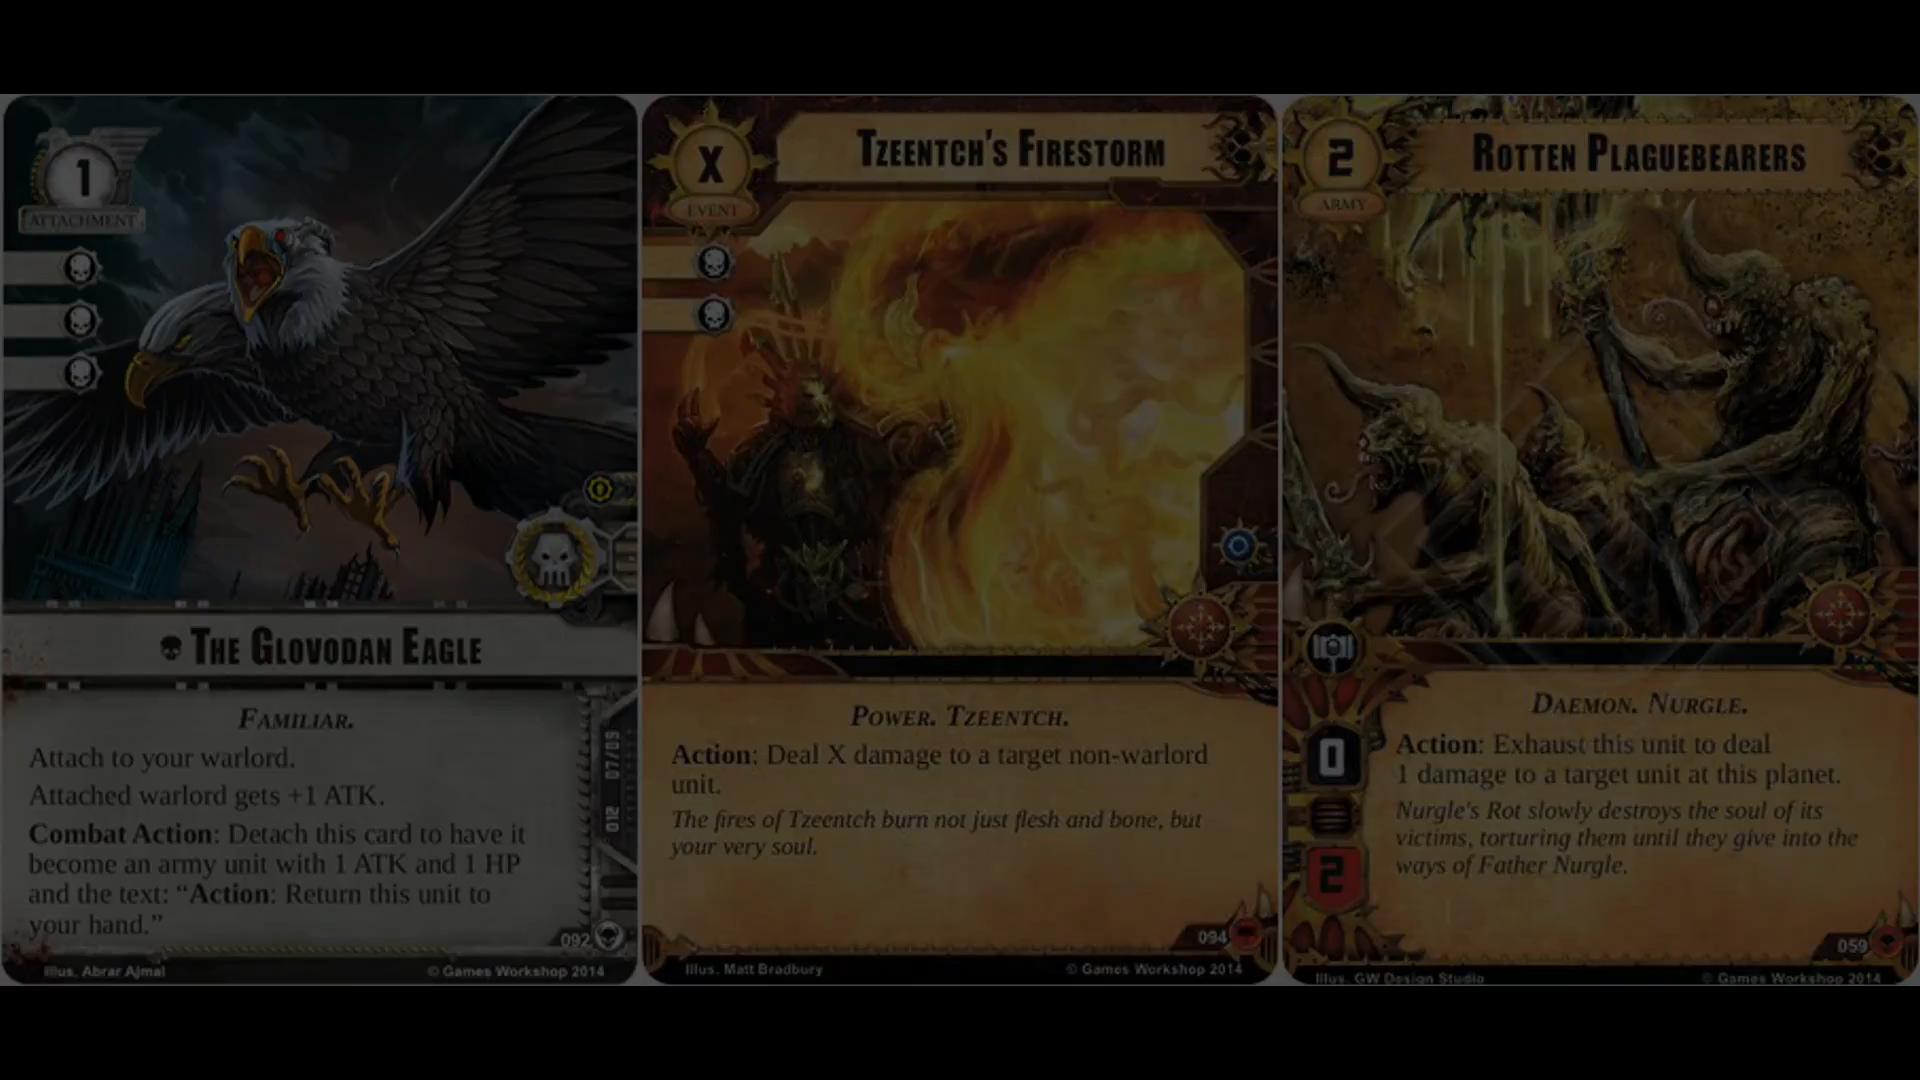 1
ATTACHMENT
THE GLOVODAN EAGLE
FAMILIAR.
Attach to your warlord.
Attached warlord gets +1 ATK.
Combat Action: Detach this card to have it
become an army unit with 1 ATK and 1 HP
and the text: “Action: Return this unit to
your hand.”
012 07/05
092
Illus. Abrar Ajmal
© Games Workshop 2014
X
EVENT
TZEENTCH'S FIRESTORM
POWER. TZEENTCH.
Action: Deal X damage to a target non-warlord
unit.
The fires of Tzeentch burn not just flesh and bone, but
your very soul.
094
Illus. Matt Bradbury
© Games Workshop 2014
2
ARMY
ROTTEN PLAGUEBEARERS
DAEMON. NURGLE.
0
2
Action: Exhaust this unit to deal
1 damage to a target unit at this planet.
Nurgle's Rot slowly destroys the soul of its
victims, torturing them until they give into the
ways of Father Nurgle.
059
Illus. GW Design Studio
© Games Workshop 2014